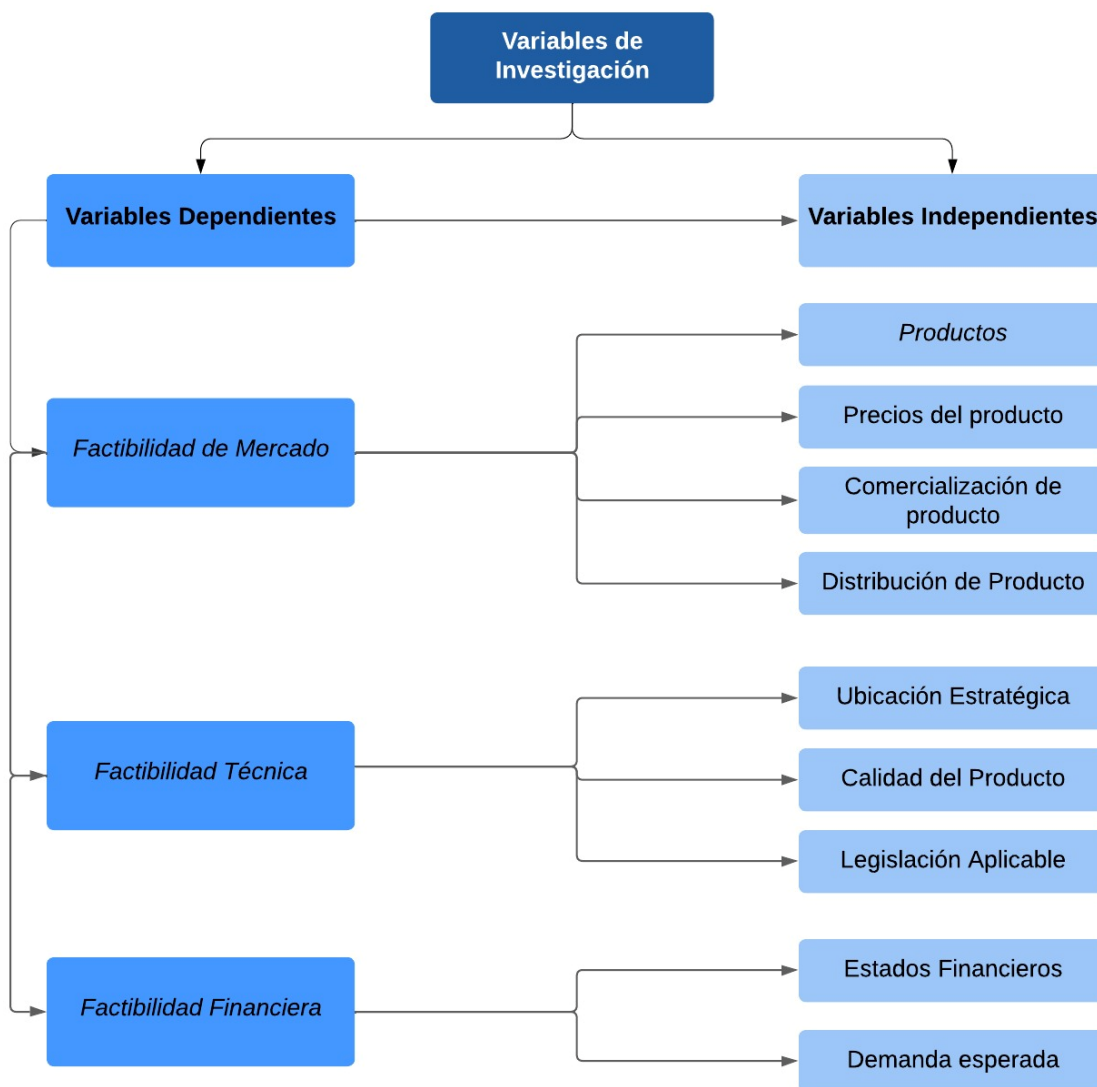 Variables de
Investigación
Variables Dependientes
Variables Independientes
Productos
Factibilidad de Mercado
Precios del producto
Comercialización de
producto
Distribución de Producto
Ubicación Estratégica
Factibilidad Técnica
Calidad del Producto
Legislación Aplicable
Estados Financieros
Factibilidad Financiera
Demanda esperada